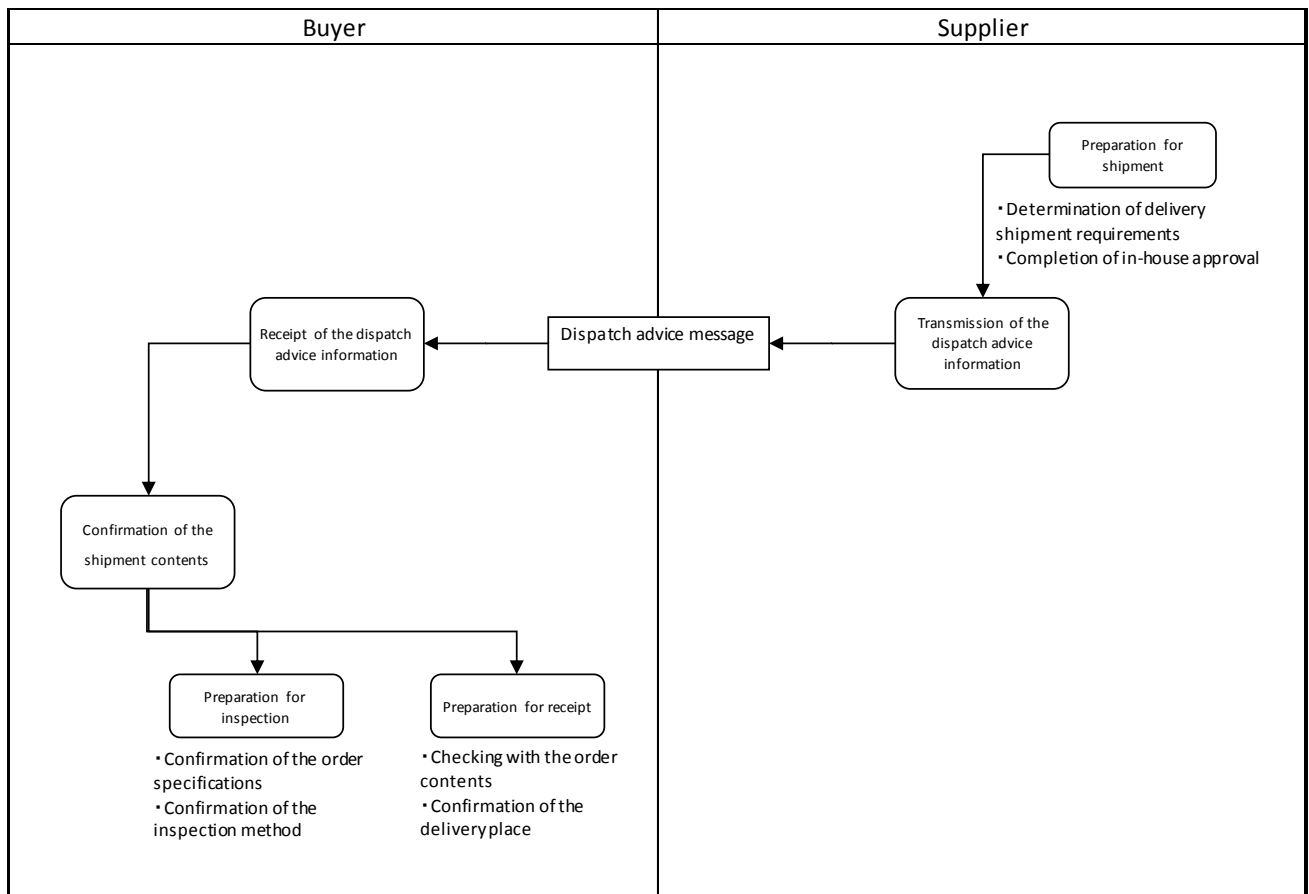 Buyer
Supplier
Preparation for
shipment
・Determination of delivery
shipment requirements
・Completion of in-house approval
Transmission of the
dispatch advice
information
Dispatch advice message
Receipt of the dispatch
advice information
Confirmation of the
shipment contents
Preparation for
inspection
・Confirmation of the order
specifications
・Confirmation of the
inspection method
Preparation for receipt
・Checking with the order
contents
・Confirmation of the
delivery place